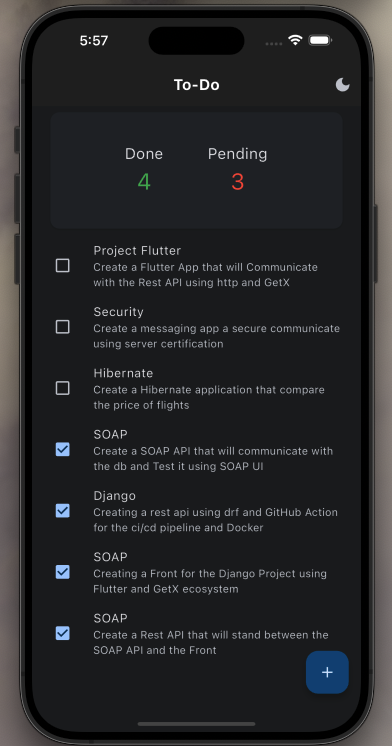 5:57
To-Do
Done
Pending
4
3
Project Flutter
Create a Flutter App that will Communicate
with the Rest API using http and GetX
Security
Create a messaging app a secure communicate
using server certification
Hibernate
Create a Hibernate application that compare
the price of flights
SOAP
Create a SOAP API that will communicate with
the db and Test it using SOAP UI
Django
Creating a rest api using drf and GitHub Action
for the ci/cd pipeline and Docker
SOAP
Creating a Front for the Django Project using
Flutter and GetX ecosystem
SOAP
Create a Rest API that will stand between the
SOAP API and the Front